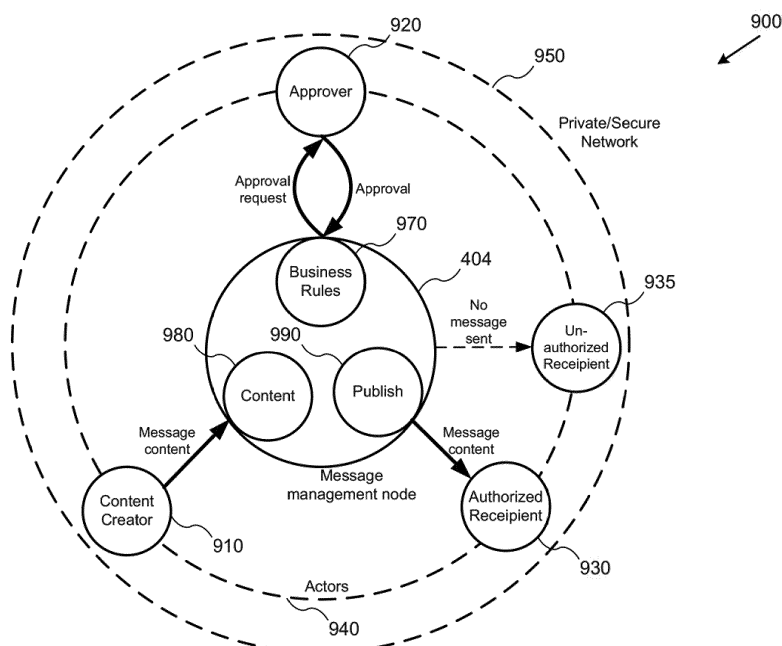 900
920
950
Approver
Private/Secure
Network
Approval
request
Approval
970
Business
Rules
404
935
No
message
sent
Un-
authorized
Receipient
980
990
Content
Publish
Message
content
Message
content
Message
management node
Content
Creator
910
Authorized
Receipient
930
Actors
940